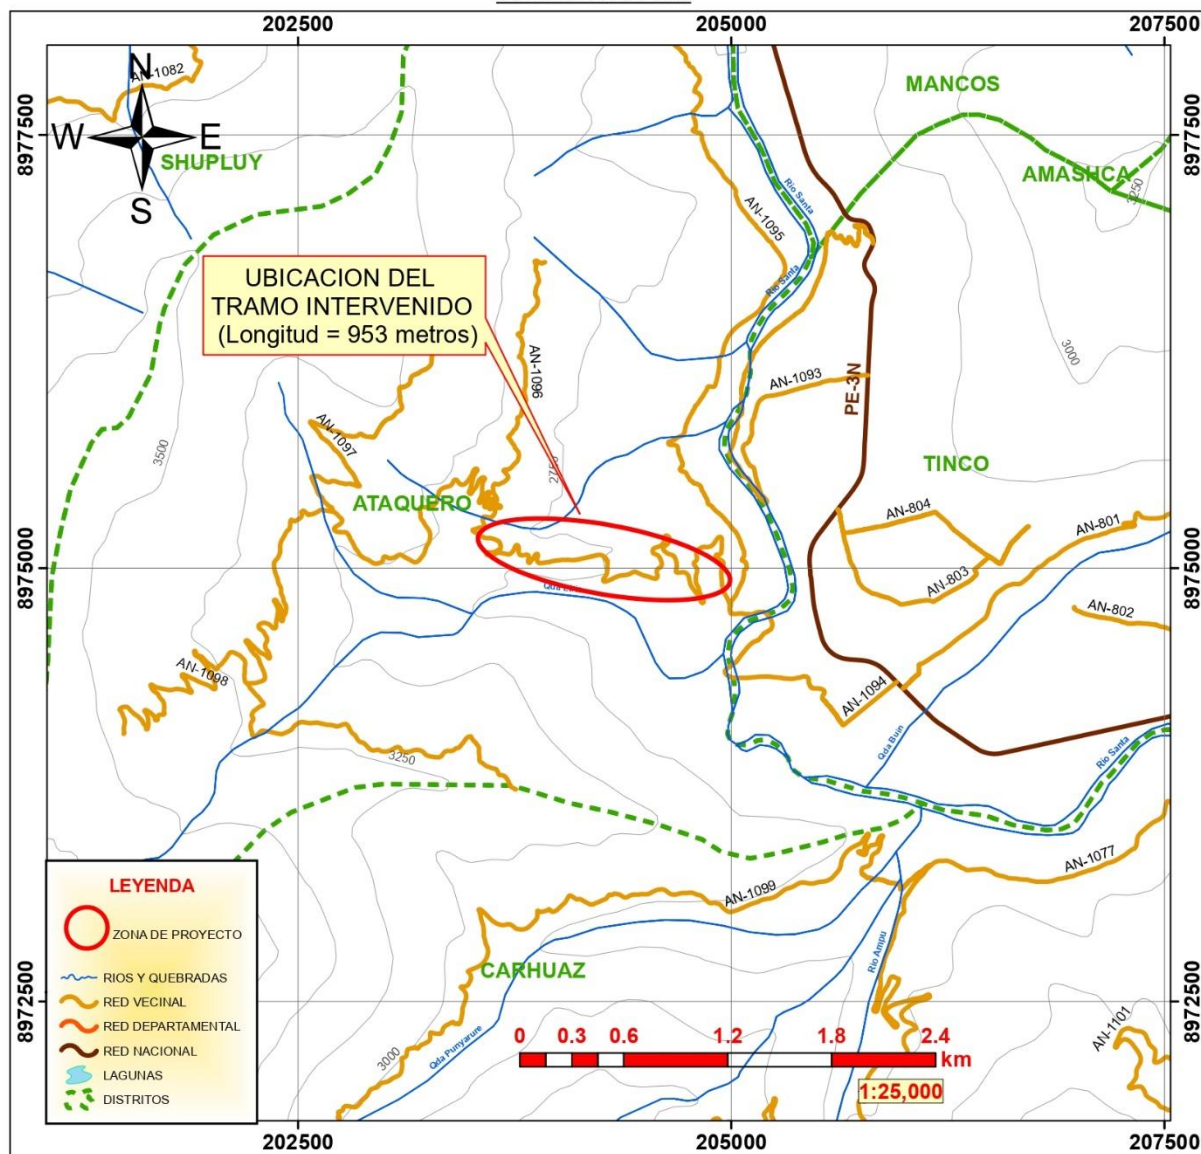 202500
205000
207500
AN-1082
N
W
E
S
SHUPLUY
MANCOS
AMASHCA
8977500
8977500
3250
Rio Santa
AN-1095
Rio Santa
UBICACION DEL
TRAMO INTERVENIDO
(Longitud = 953 metros)
3000
AN-1096
AN-1093
PE-3N
AN-1097
3500
2750
TINCO
ATAQUERO
AN-804
AN-801
8975000
8975000
AN-803
AN-802
Qda
AN-1098
AN-1094
3250
Qda Buin
Rio Santa
LEYENDA
ZONA DE PROYECTO
RIOS Y QUEBRADAS
RED VECINAL
RED DEPARTAMENTAL
RED NACIONAL
LAGUNAS
DISTRITOS
AN-1077
AN-1099
Rio Ampu
CARHUAZ
8972500
8972500
Qda Punyarure
3000
AN-1101
0 0.3 0.6 1.2 1.8 2.4
km
1:25,000
202500
205000
207500